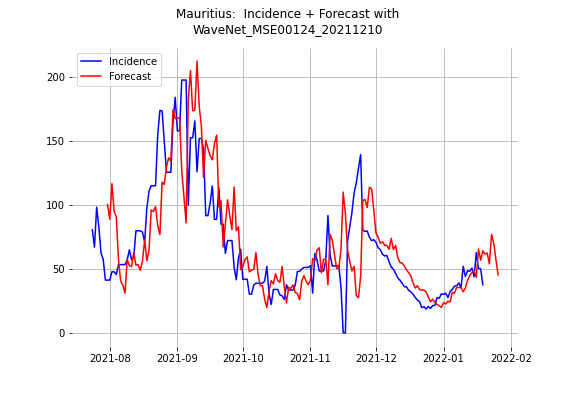 Mauritius: Incidence + Forecast with
WaveNet_MSE00124_20211210
Incidence
Forecast
200
150
100
50
0
2021-08 2021-09 2021-10 2021-11 2021-12 2022-01 2022-02